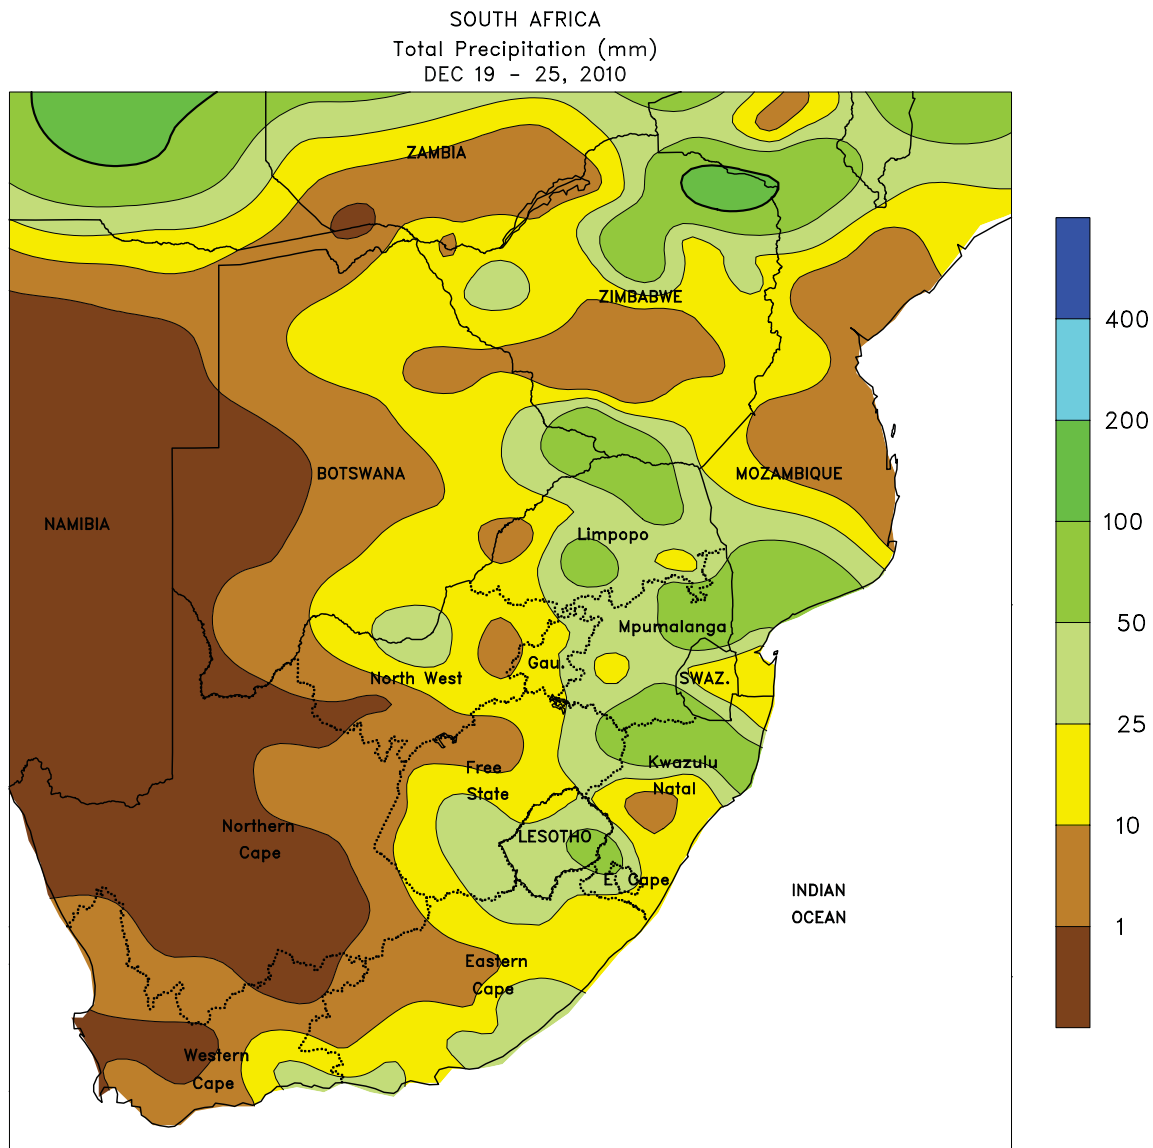 SOUTH AFRICA
Total Precipitation (mm)
DEC 19 - 25, 2010
ZAMBIA
ZIMBABWE
BOTSWANA
MOZAMBIQUE
NAMIBIA
Limpopo
Mpumalanga
Gau.
North West
SWAZ.
Free
State
Kwazulu
Natal
Northern
Cape
LESOTHO
E. Cape
INDIAN
OCEAN
Eastern
Cape
Western
Cape
400
200
100
50
25
10
1